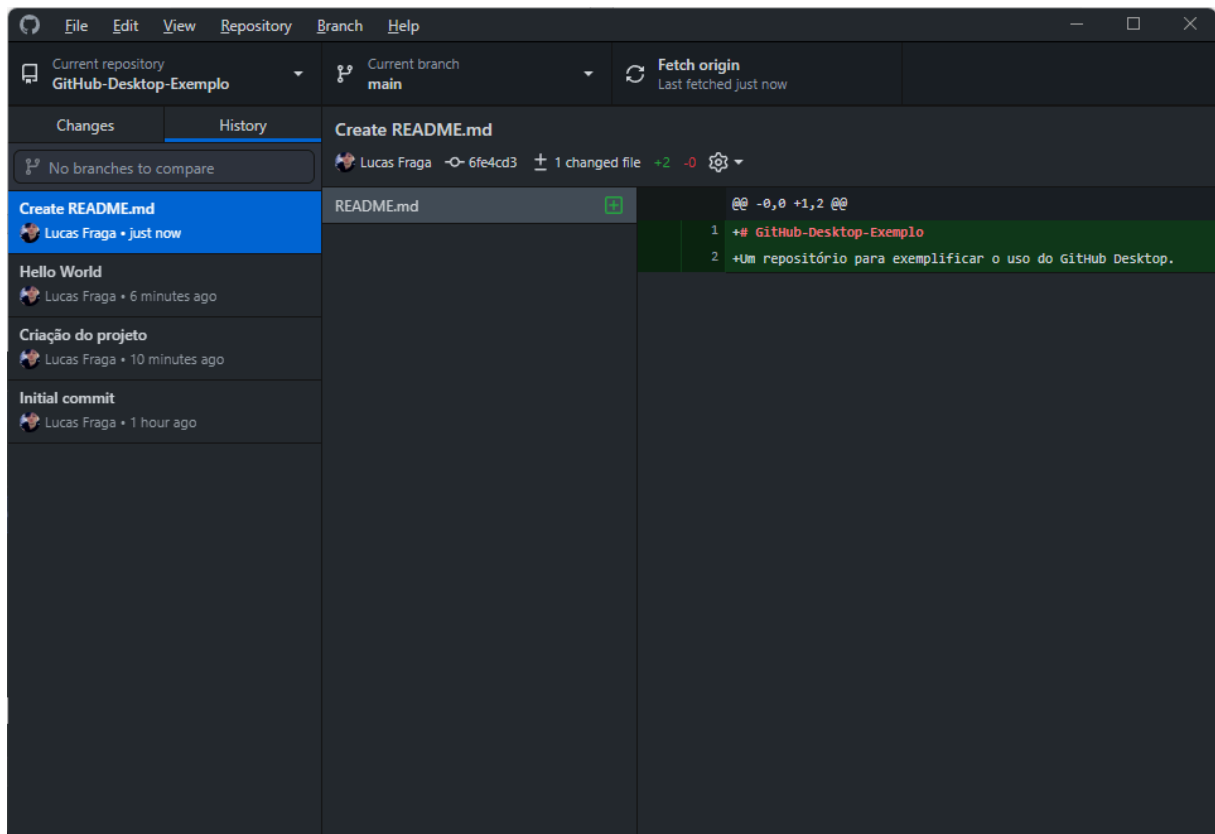 File Edit View Repository Branch Help
Current repository
GitHub-Desktop-Exemplo
Current branch
main
Fetch origin
Last fetched just now
Changes History
No branches to compare
Create README.md
Lucas Fraga • just now
Hello World
Lucas Fraga • 6 minutes ago
Criação do projeto
Lucas Fraga • 10 minutes ago
Initial commit
Lucas Fraga • 1 hour ago
Create README.md
Lucas Fraga 6fe4cd3 1 changed file +2 -0
README.md
@@ -0,0 +1,2 @@
1 +# GitHub-Desktop-Exemplo
2 +Um repositório para exemplificar o uso do GitHub Desktop.